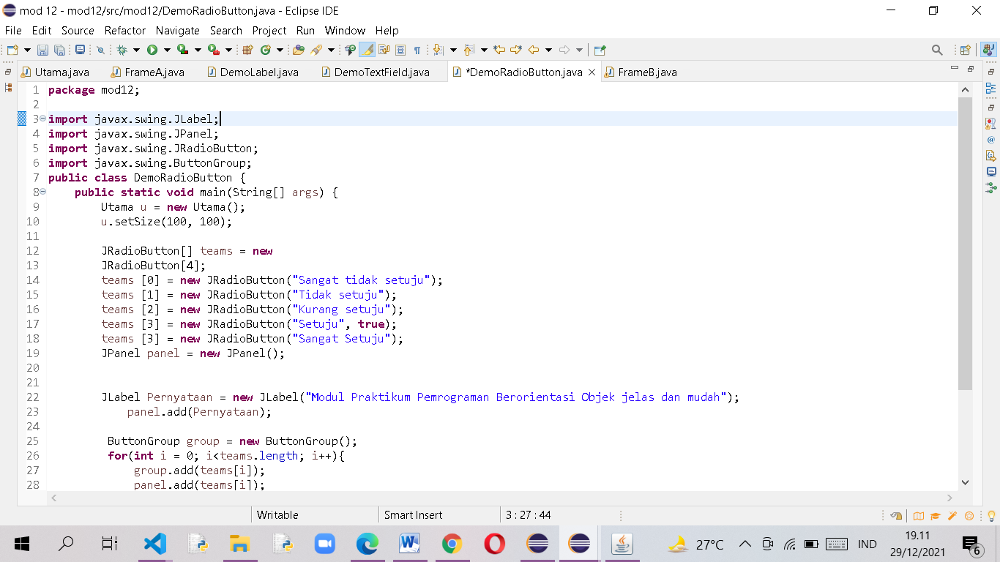 mod 12 - mod12/src/mod12/DemoRadioButton.java - Eclipse IDE
File Edit Source Refactor Navigate Search Project Run Window Help
Utama.java FrameA.java DemoLabel.java DemoTextField.java *DemoRadioButton.java FrameB.java
1 package mod12;
2
3 import javax.swing.JLabel;
4 import javax.swing.JPanel;
5 import javax.swing.JRadioButton;
6 import javax.swing.ButtonGroup;
7 public class DemoRadioButton {
8 public static void main(String[] args) {
9 Utama u = new Utama();
10 u.setSize(100, 100);
11
12 JRadioButton[] teams = new
13 JRadioButton[4];
14 teams [0] = new JRadioButton("Sangat tidak setuju");
15 teams [1] = new JRadioButton("Tidak setuju");
16 teams [2] = new JRadioButton("Kurang setuju");
17 teams [3] = new JRadioButton("Setuju", true);
18 teams [3] = new JRadioButton("Sangat Setuju");
19 JPanel panel = new JPanel();
20
21
22 JLabel Pernyataan = new JLabel("Modul Praktikum Pemrograman Berorientasi Objek jelas dan mudah");
23 panel.add(Pernyataan);
24
25 ButtonGroup group = new ButtonGroup();
26 for(int i = 0; i<teams.length; i++){
27 group.add(teams[i]);
28 panel.add(teams[i]);
Writable Smart Insert 3 : 27 : 44
27°C IND 19.11
29/12/2021 6